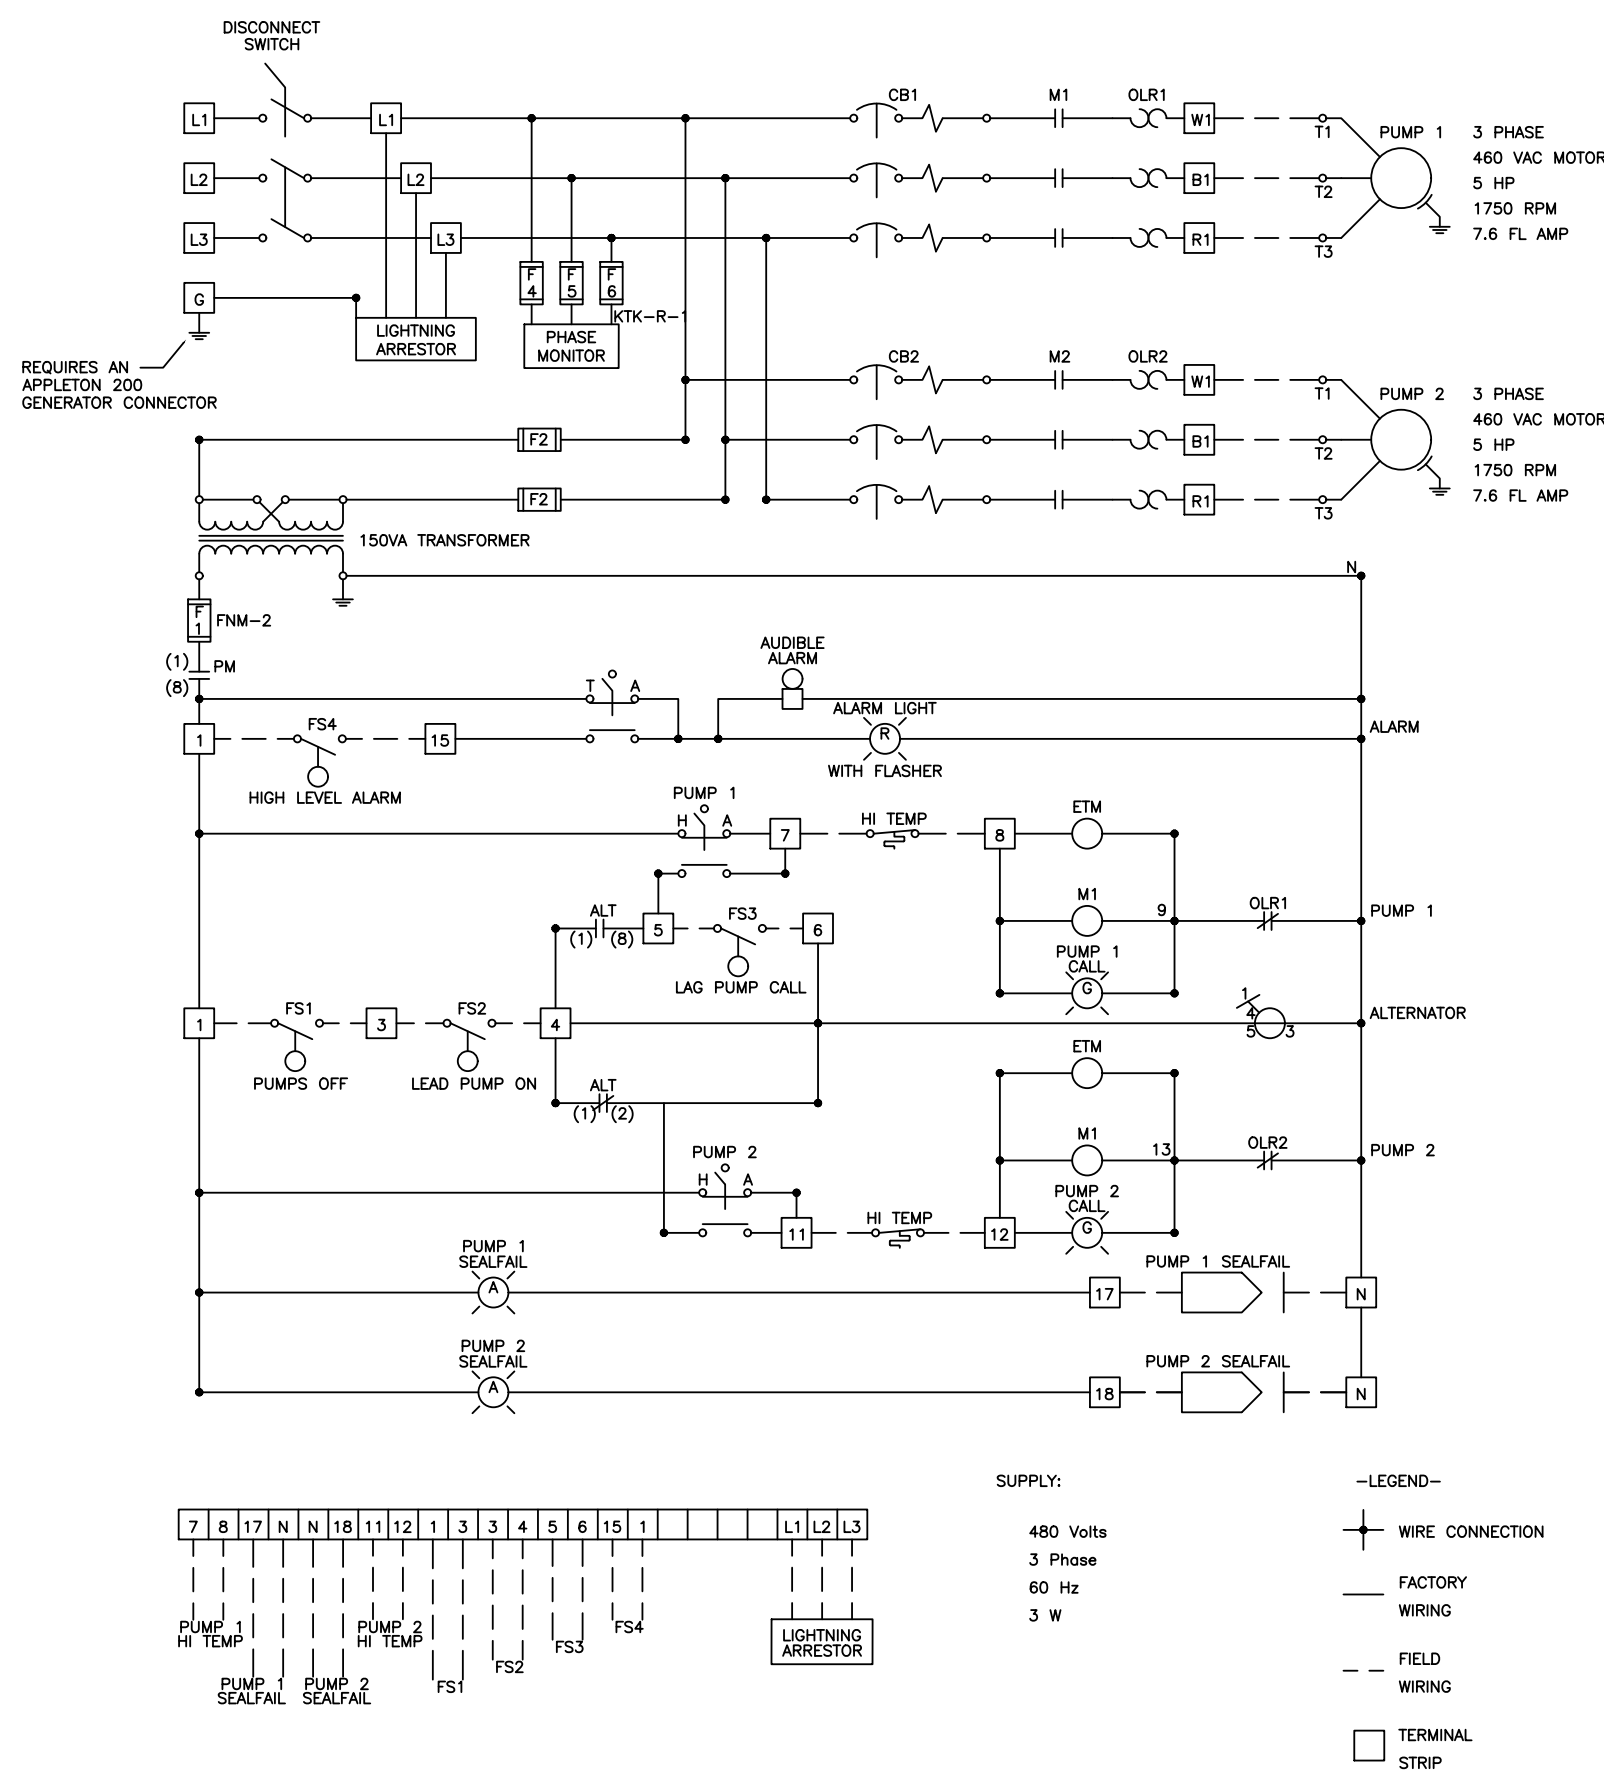 DISCONNECT
SWITCH
CB1
M1
OLR1
L1
L1
W1
T1
PUMP 1
3 PHASE
460 VAC MOTOR
5 HP
1750 RPM
7.6 FL AMP
L2
L2
B1
T2
L3
L3
R1
T3
F
4
F
5
F
6
KTK-R-1
G
LIGHTNING
ARRESTOR
PHASE
MONITOR
REQUIRES AN
APPLETON 200
GENERATOR CONNECTOR
CB2
M2
OLR2
W1
T1
PUMP 2
3 PHASE
460 VAC MOTOR
5 HP
1750 RPM
7.6 FL AMP
F2
B1
T2
F2
R1
T3
150VA TRANSFORMER
N
F
1
FNM-2
(1)
PM
(8)
AUDIBLE
ALARM
T
A
ALARM LIGHT
R
WITH FLASHER
ALARM
1
FS4
15
HIGH LEVEL ALARM
PUMP 1
H
A
7
HI TEMP
8
ETM
ALT
(1)
(8)
5
FS3
6
LAG PUMP CALL
M1
9
OLR1
PUMP 1
PUMP 1
CALL
G
1
FS1
3
FS2
4
PUMPS OFF
LEAD PUMP ON
1
4
5
3
ALTERNATOR
ETM
ALT
(1)
(2)
M1
13
OLR2
PUMP 2
PUMP 2
H
A
11
HI TEMP
12
PUMP 2
CALL
G
PUMP 1
SEALFAIL
A
17
PUMP 1 SEALFAIL
N
PUMP 2
SEALFAIL
A
18
PUMP 2 SEALFAIL
N
7 8 17 N N 18 11 12 1 3 3 4 5 6 15 1 L1 L2 L3
PUMP 1
HI TEMP
PUMP 1
SEALFAIL
PUMP 2
SEALFAIL
PUMP 2
HI TEMP
FS1
FS2
FS3
FS4
LIGHTNING
ARRESTOR
SUPPLY:
480 Volts
3 Phase
60 Hz
3 W
-LEGEND-
WIRE CONNECTION
FACTORY
WIRING
FIELD
WIRING
TERMINAL
STRIP